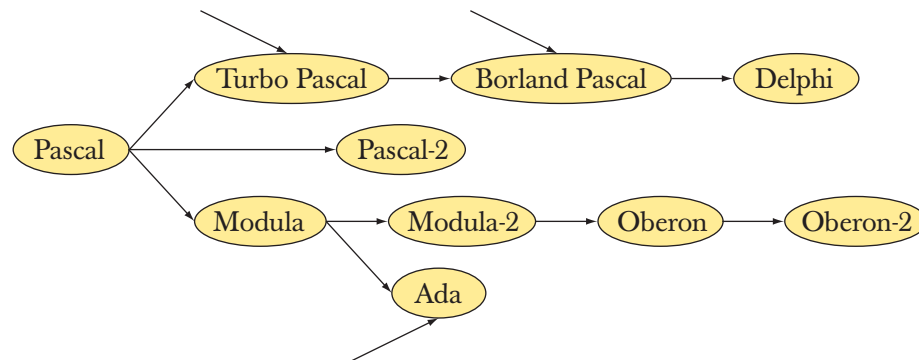 Turbo Pascal
Borland Pascal
Delphi
Pascal
Pascal-2
Modula
Modula-2
Oberon
Oberon-2
Ada